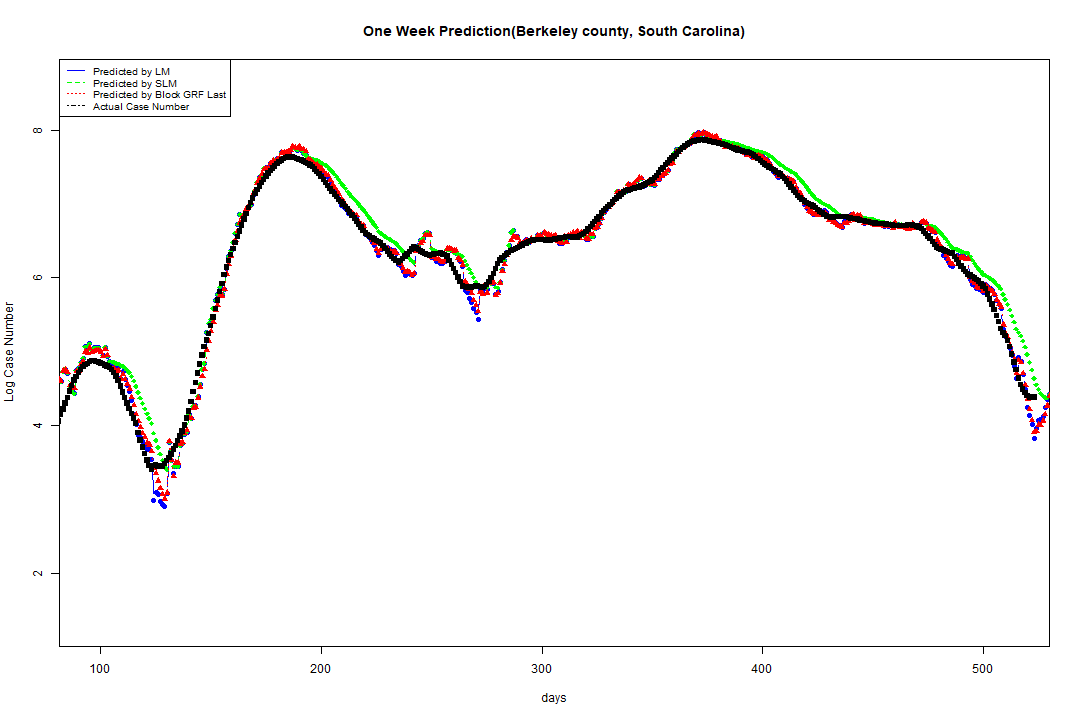 One Week Prediction(Berkeley county, South Carolina)
Predicted by LM
Predicted by SLM
Predicted by Block GRF Last
Actual Case Number
8
6
4
2
Log Case Number
100 200 300 400 500
days